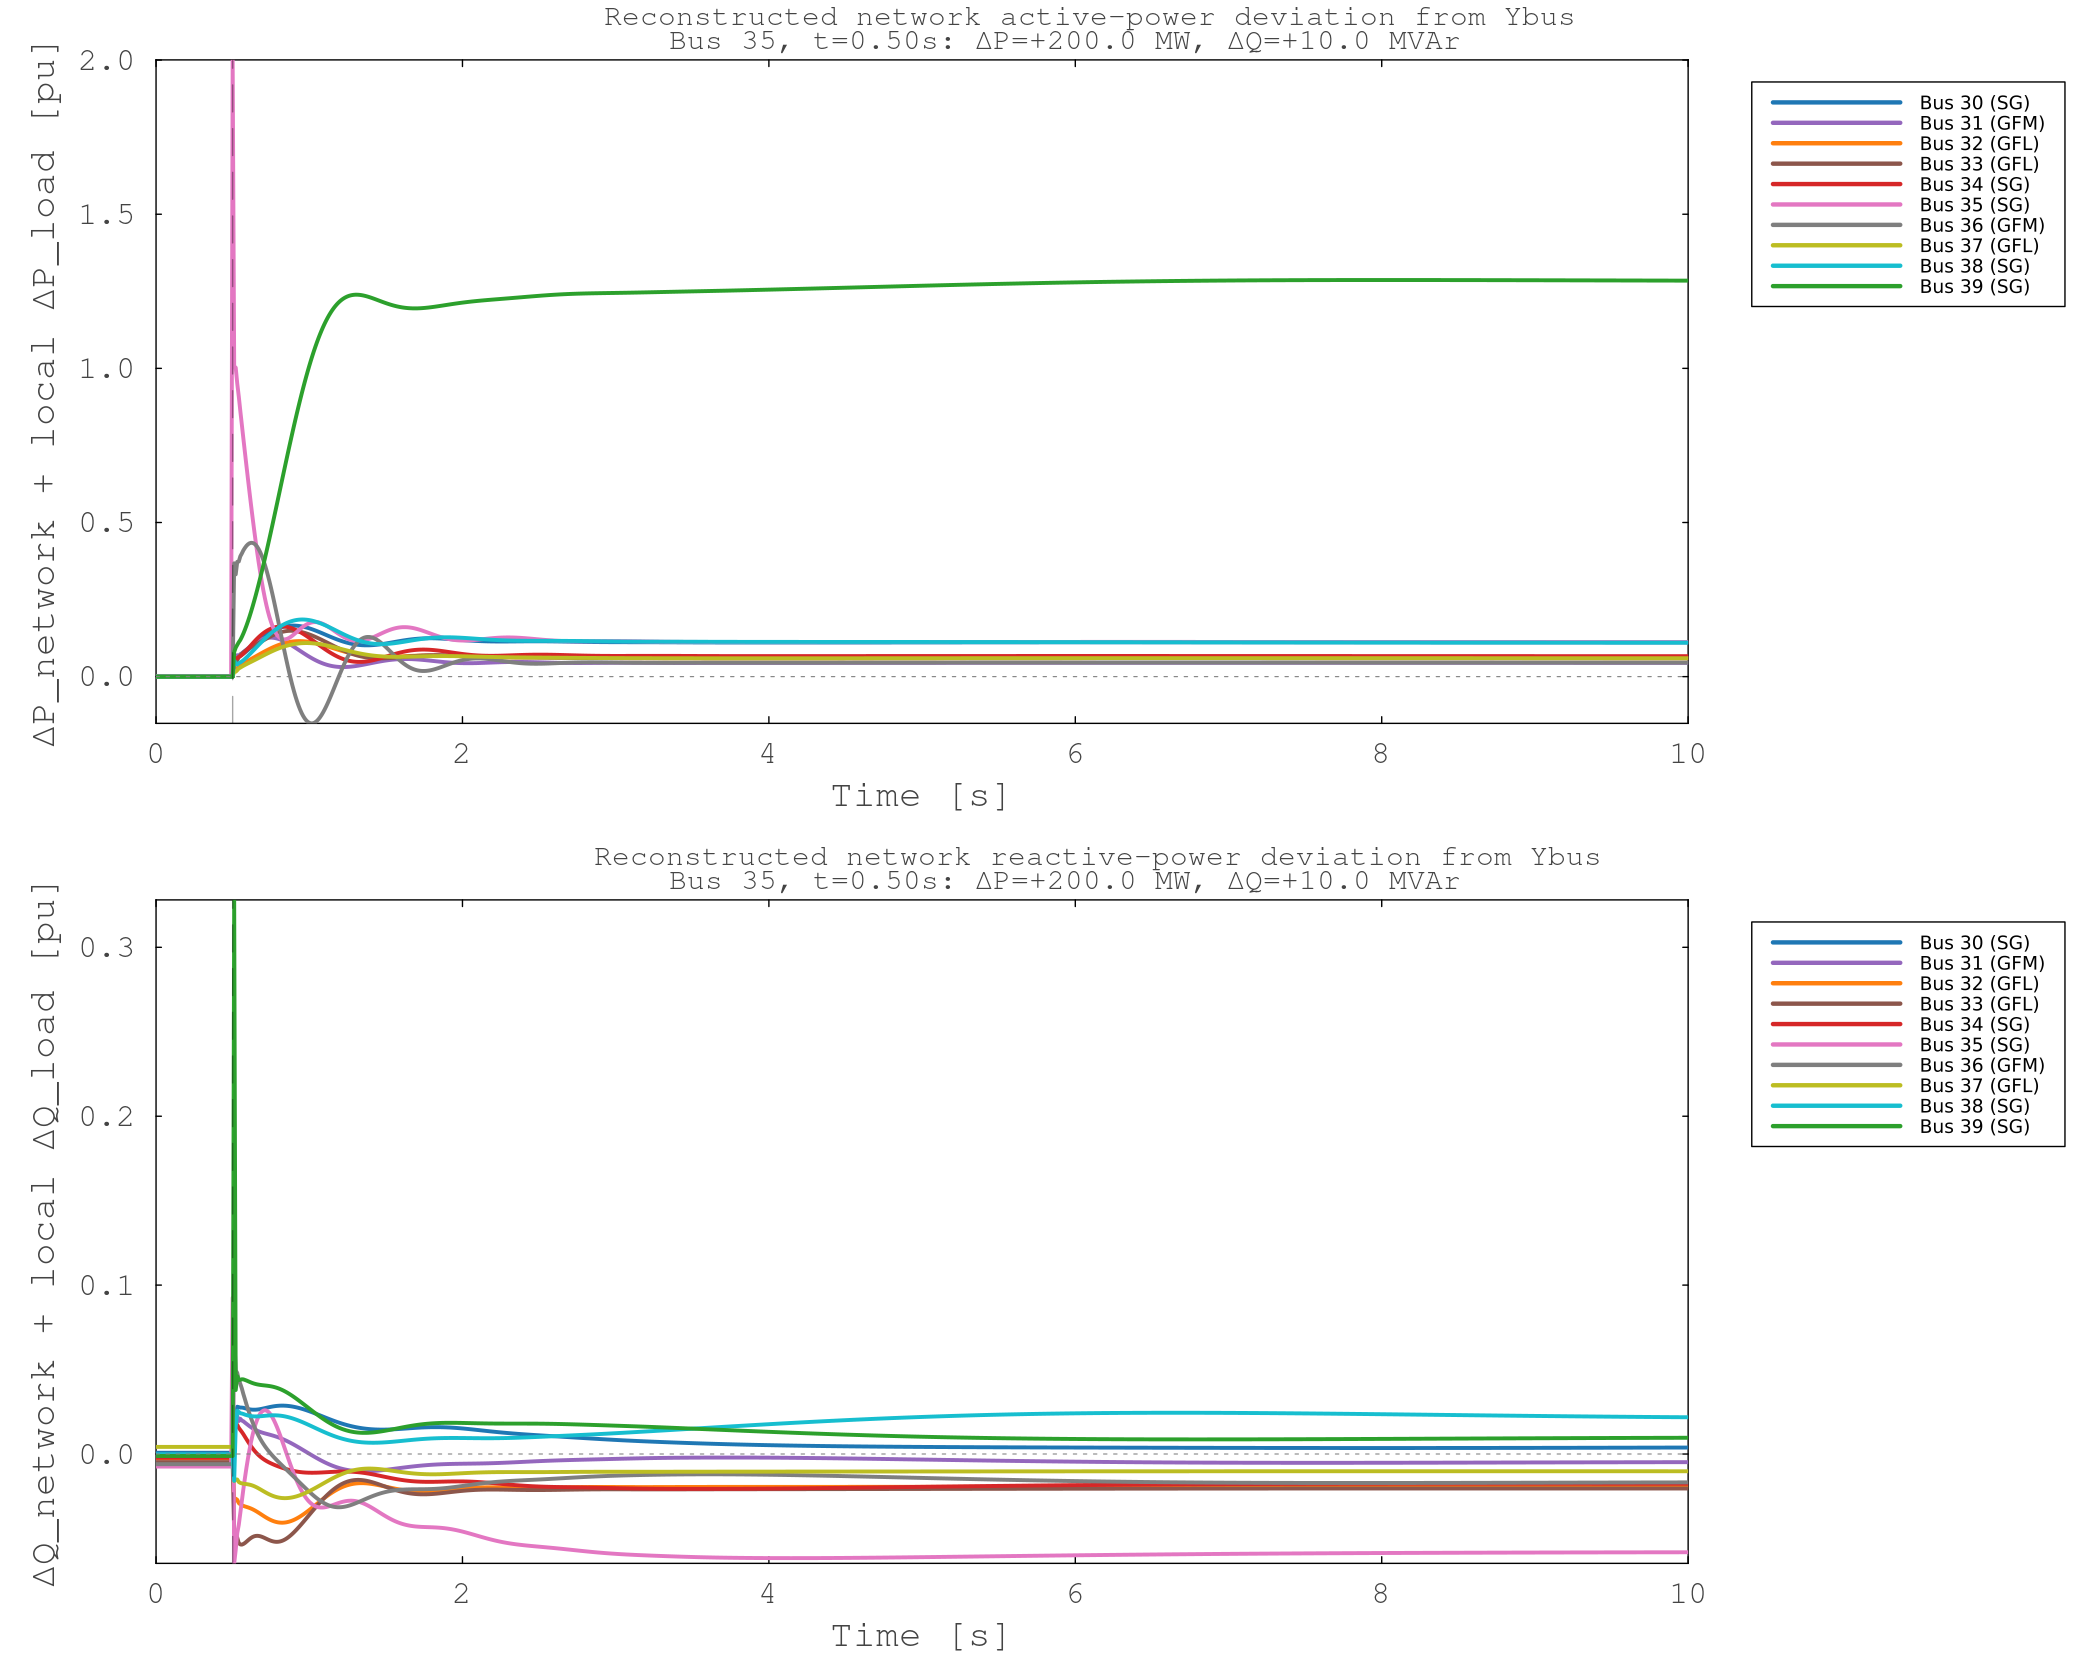 Reconstructed network active-power deviation from Ybus
Bus 35, t=0.50s: ΔP=+200.0 MW, ΔQ=+10.0 MVAr
ΔP_network + local ΔP_load [pu]
2.0
1.5
1.0
0.5
0.0
0 2 4 6 8 10
Time [s]
Bus 30 (SG)
Bus 31 (GFM)
Bus 32 (GFL)
Bus 33 (GFL)
Bus 34 (SG)
Bus 35 (SG)
Bus 36 (GFM)
Bus 37 (GFL)
Bus 38 (SG)
Bus 39 (SG)
Reconstructed network reactive-power deviation from Ybus
Bus 35, t=0.50s: ΔP=+200.0 MW, ΔQ=+10.0 MVAr
ΔQ_network + local ΔQ_load [pu]
0.3
0.2
0.1
0.0
0 2 4 6 8 10
Time [s]
Bus 30 (SG)
Bus 31 (GFM)
Bus 32 (GFL)
Bus 33 (GFL)
Bus 34 (SG)
Bus 35 (SG)
Bus 36 (GFM)
Bus 37 (GFL)
Bus 38 (SG)
Bus 39 (SG)